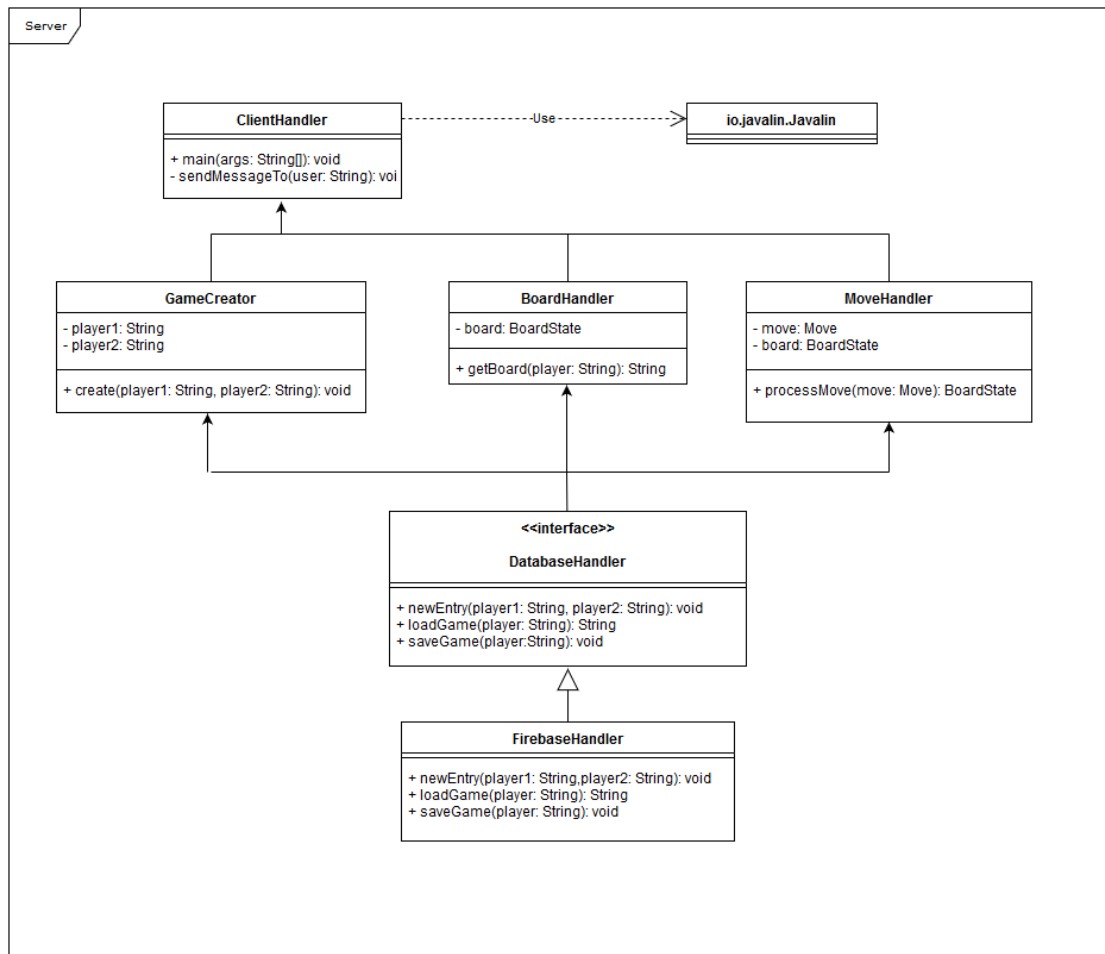 Server
ClientHandler
+ main(args: String[]): void
- sendMessageTo(user: String): voi
Use
io.javalin.Javalin
GameCreator
- player1: String
- player2: String
+ create(player1: String, player2: String): void
BoardHandler
- board: BoardState
+ getBoard(player: String): String
MoveHandler
- move: Move
- board: BoardState
+ processMove(move: Move): BoardState
<<interface>>
DatabaseHandler
+ newEntry(player1: String, player2: String): void
+ loadGame(player: String): String
+ saveGame(player:String): void
FirebaseHandler
+ newEntry(player1: String,player2: String): void
+ loadGame(player: String): String
+ saveGame(player: String): void